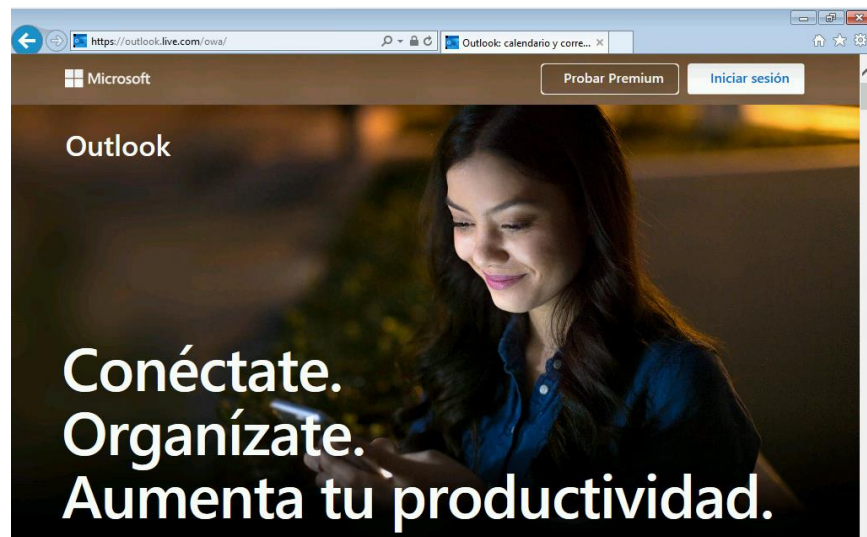 https://outlook.live.com/owa/
Outlook: calendario y corre...
Microsoft
Probar Premium
Iniciar sesión
Outlook
Conéctate.
Organízate.
Aumenta tu productividad.